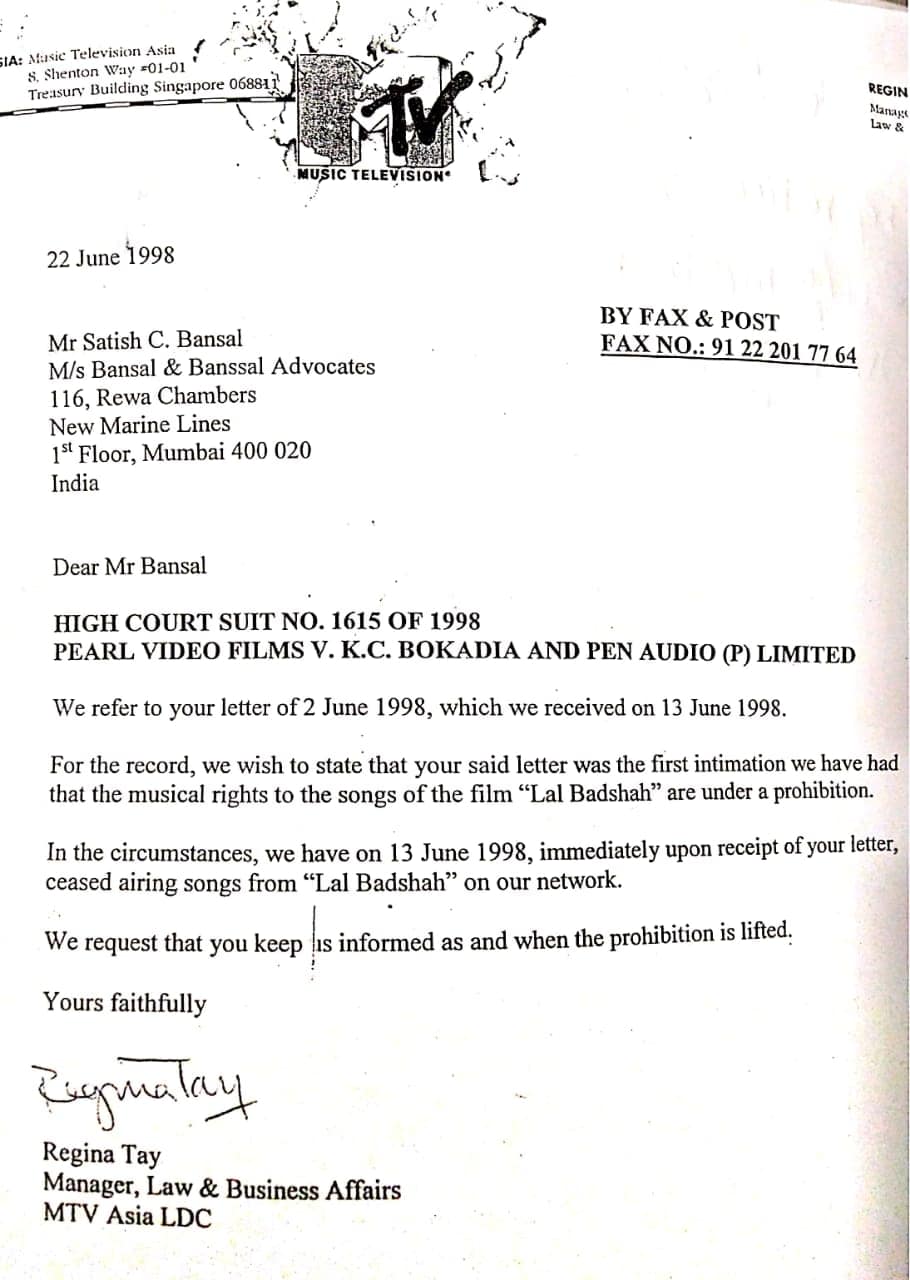 SIA: Music Television Asia
8, Shenton Way #01-01
Treasury Building Singapore 068811
REGIN
Manag
Law &
MTV
MUSIC TELEVISION
22 June 1998
BY FAX & POST
FAX NO.: 91 22 201 77 64
Mr Satish C. Bansal
M/s Bansal & Banssal Advocates
116, Rewa Chambers
New Marine Lines
1st Floor, Mumbai 400 020
India
Dear Mr Bansal
HIGH COURT SUIT NO. 1615 OF 1998
PEARL VIDEO FILMS V. K.C. BOKADIA AND PEN AUDIO (P) LIMITED
We refer to your letter of 2 June 1998, which we received on 13 June 1998.
For the record, we wish to state that your said letter was the first intimation we have had
that the musical rights to the songs of the film “Lal Badshah” are under a prohibition.
In the circumstances, we have on 13 June 1998, immediately upon receipt of your letter,
ceased airing songs from “Lal Badshah” on our network.
We request that you keep us informed as and when the prohibition is lifted.
Yours faithfully
Regina Tay
Regina Tay
Manager, Law & Business Affairs
MTV Asia LDC